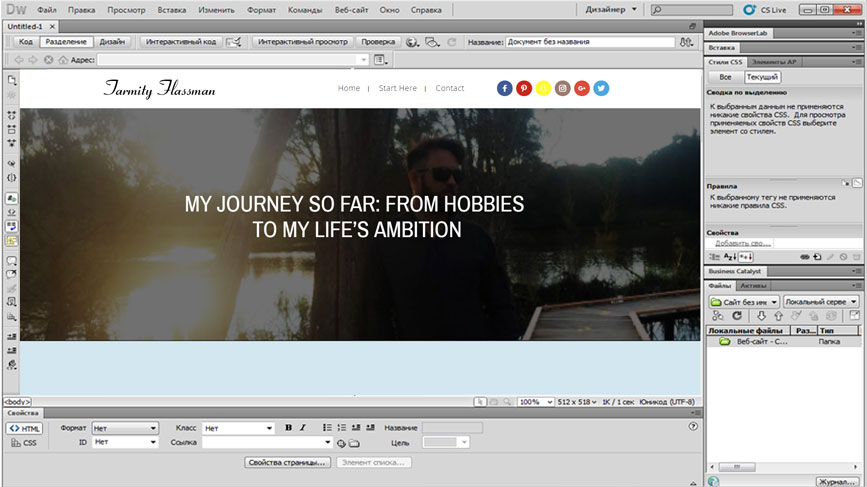 Dw Файл Правка Просмотр Вставка Изменить Формат Команды Веб-сайт Окно Справка Дизайнер CS Live
Untitled-1
Код Разделение Дизайн Интерактивный код Интерактивный просмотр Проверка Название: Документ без названия
Адрес:
Tarmity Flassman
Home | Start Here | Contact
MY JOURNEY SO FAR: FROM HOBBIES
TO MY LIFE'S AMBITION
<body>
100% 512 x 518 1K / 1 сек Юникод (UTF-8)
Свойства
<> HTML Формат Нет Класс Нет B I Название
CSS ID Нет Ссылка Цель
Свойства страницы... Элемент списка...
Adobe BrowserLab
Вставка
Стили CSS Элементы AP
Все Текущий
Сводка по выделению
К выбранным данным не применяются
никакие свойства CSS. Для просмотра
применяемых свойств CSS выберите
элемент со стилем.
Правила
К выбранному тегу не применяются
никакие правила CSS.
Свойства
Добавить сво...
Business Catalyst
Файлы Активы
Сайт без им Локальный серве
Локальные файлы Раз... Тип
Веб-сайт - С... Папка
Журнал...